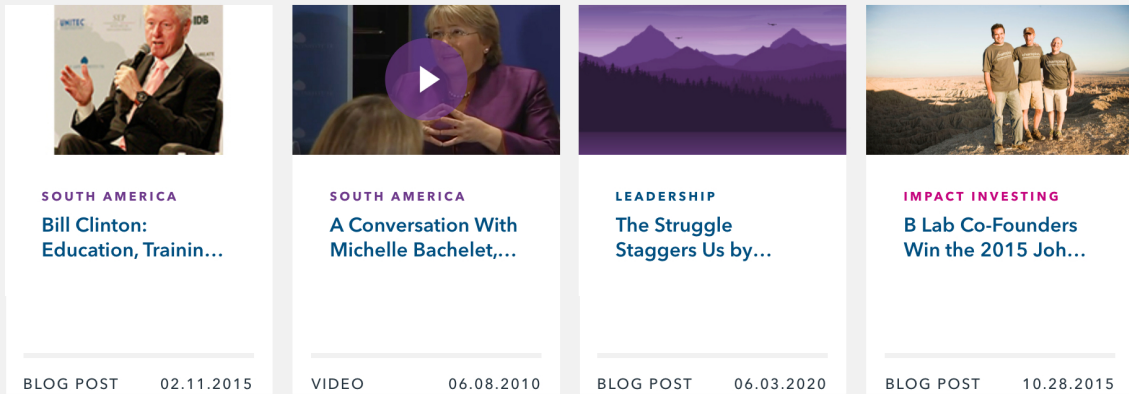 UNITEC
IDB
SOUTH AMERICA
Bill Clinton:
Education, Trainin...
BLOG POST 02.11.2015
SOUTH AMERICA
A Conversation With
Michelle Bachelet,...
VIDEO 06.08.2010
LEADERSHIP
The Struggle
Staggers Us by...
BLOG POST 06.03.2020
IMPACT INVESTING
B Lab Co-Founders
Win the 2015 Joh...
BLOG POST 10.28.2015